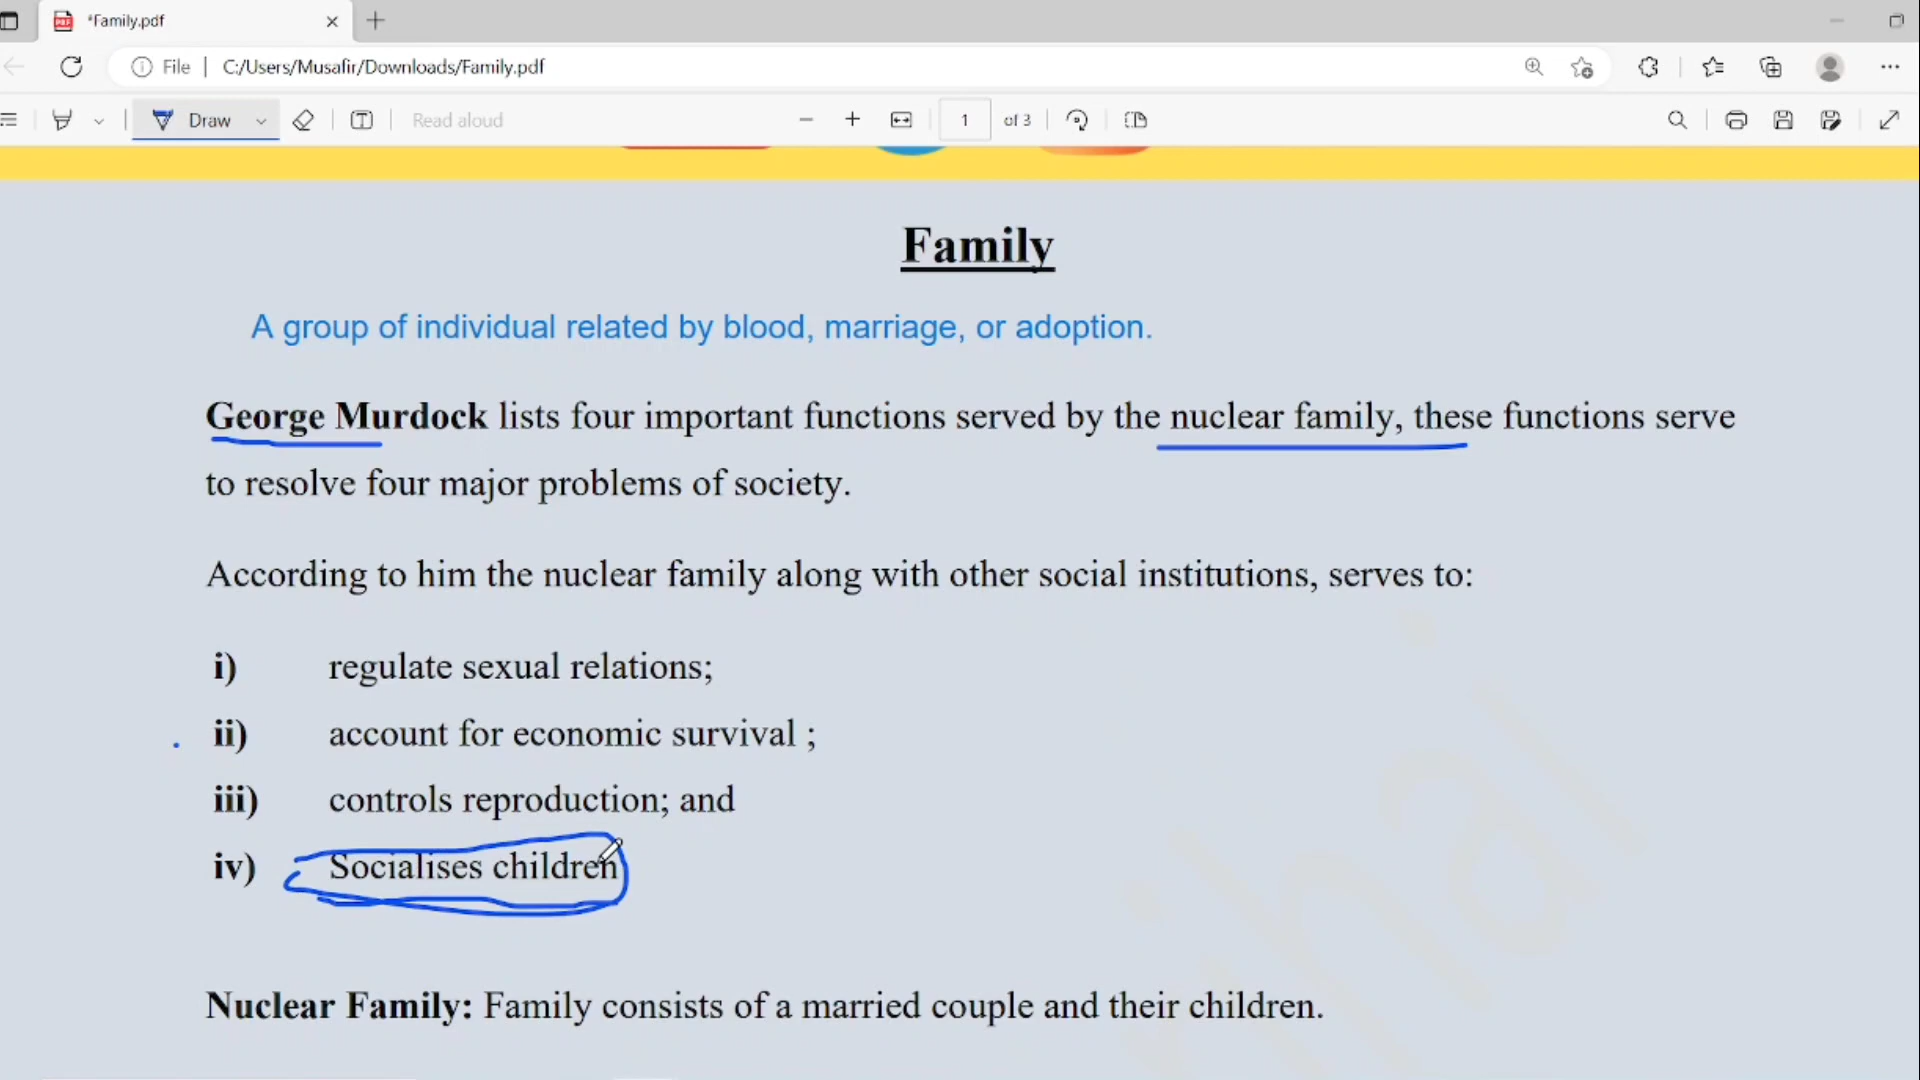 *Family.pdf
File | C:/Users/Musafir/Downloads/Family.pdf
Draw Read aloud 1 of 3
Family
A group of individual related by blood, marriage, or adoption.
George Murdock lists four important functions served by the nuclear family, these functions serve
to resolve four major problems of society.
According to him the nuclear family along with other social institutions, serves to:
i) regulate sexual relations;
ii) account for economic survival ;
iii) controls reproduction; and
iv) Socialises children
Nuclear Family: Family consists of a married couple and their children.